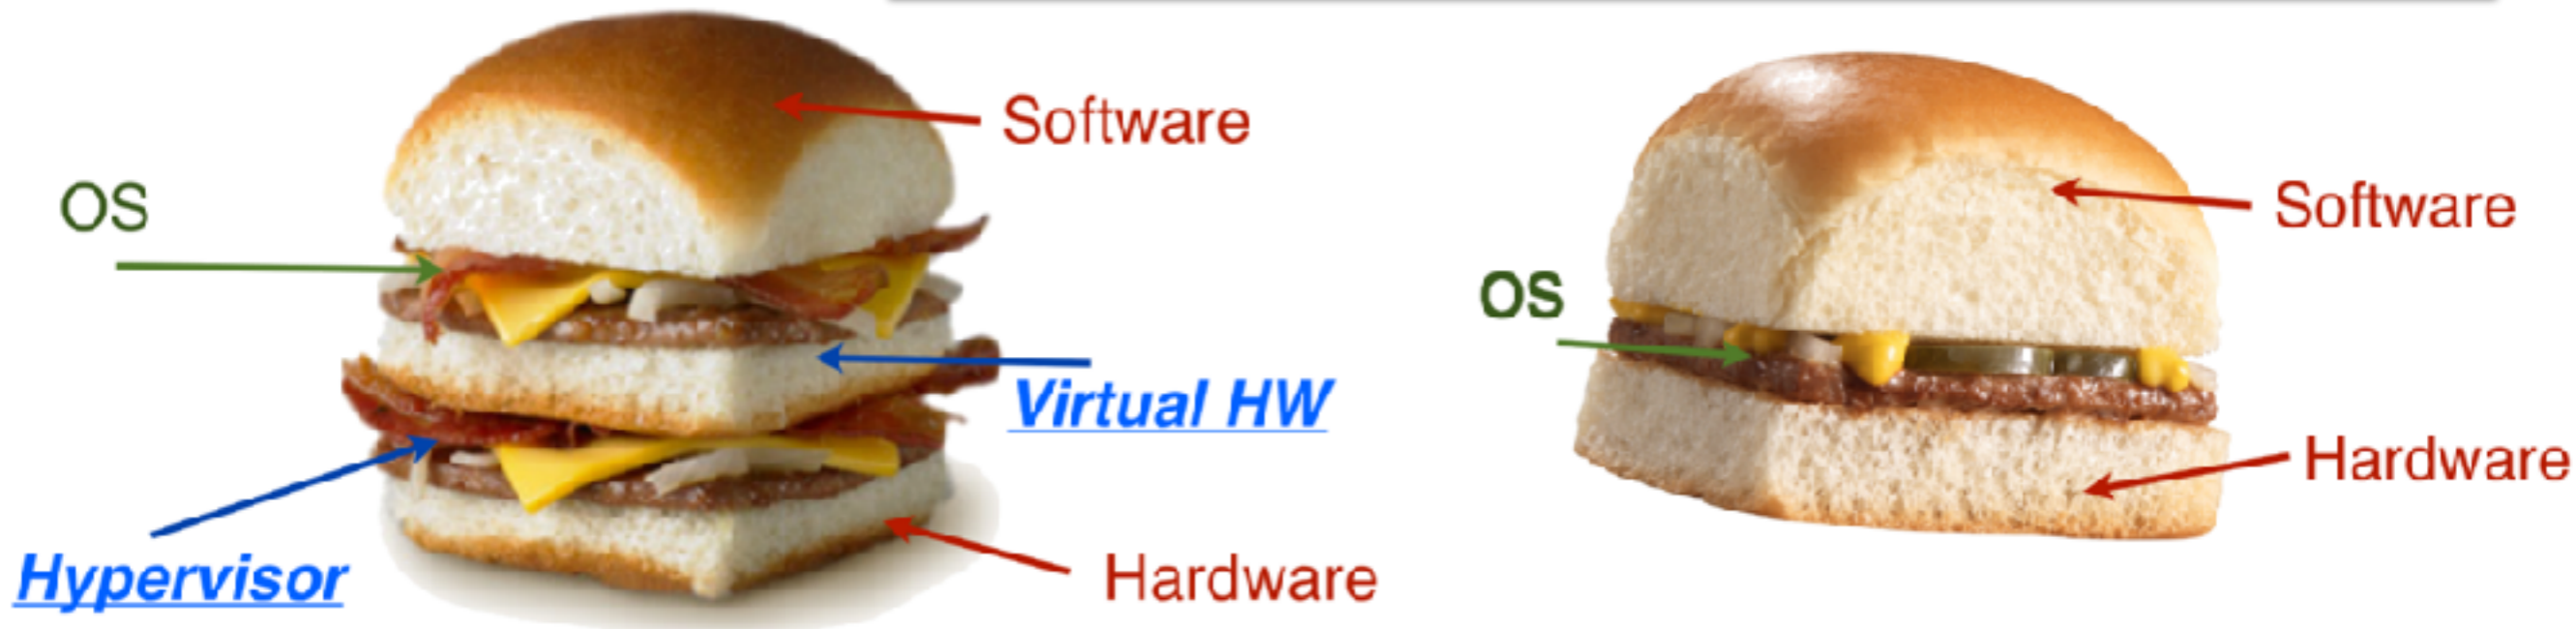 Software
OS
Virtual HW
Hypervisor
Hardware
Software
OS
Hardware